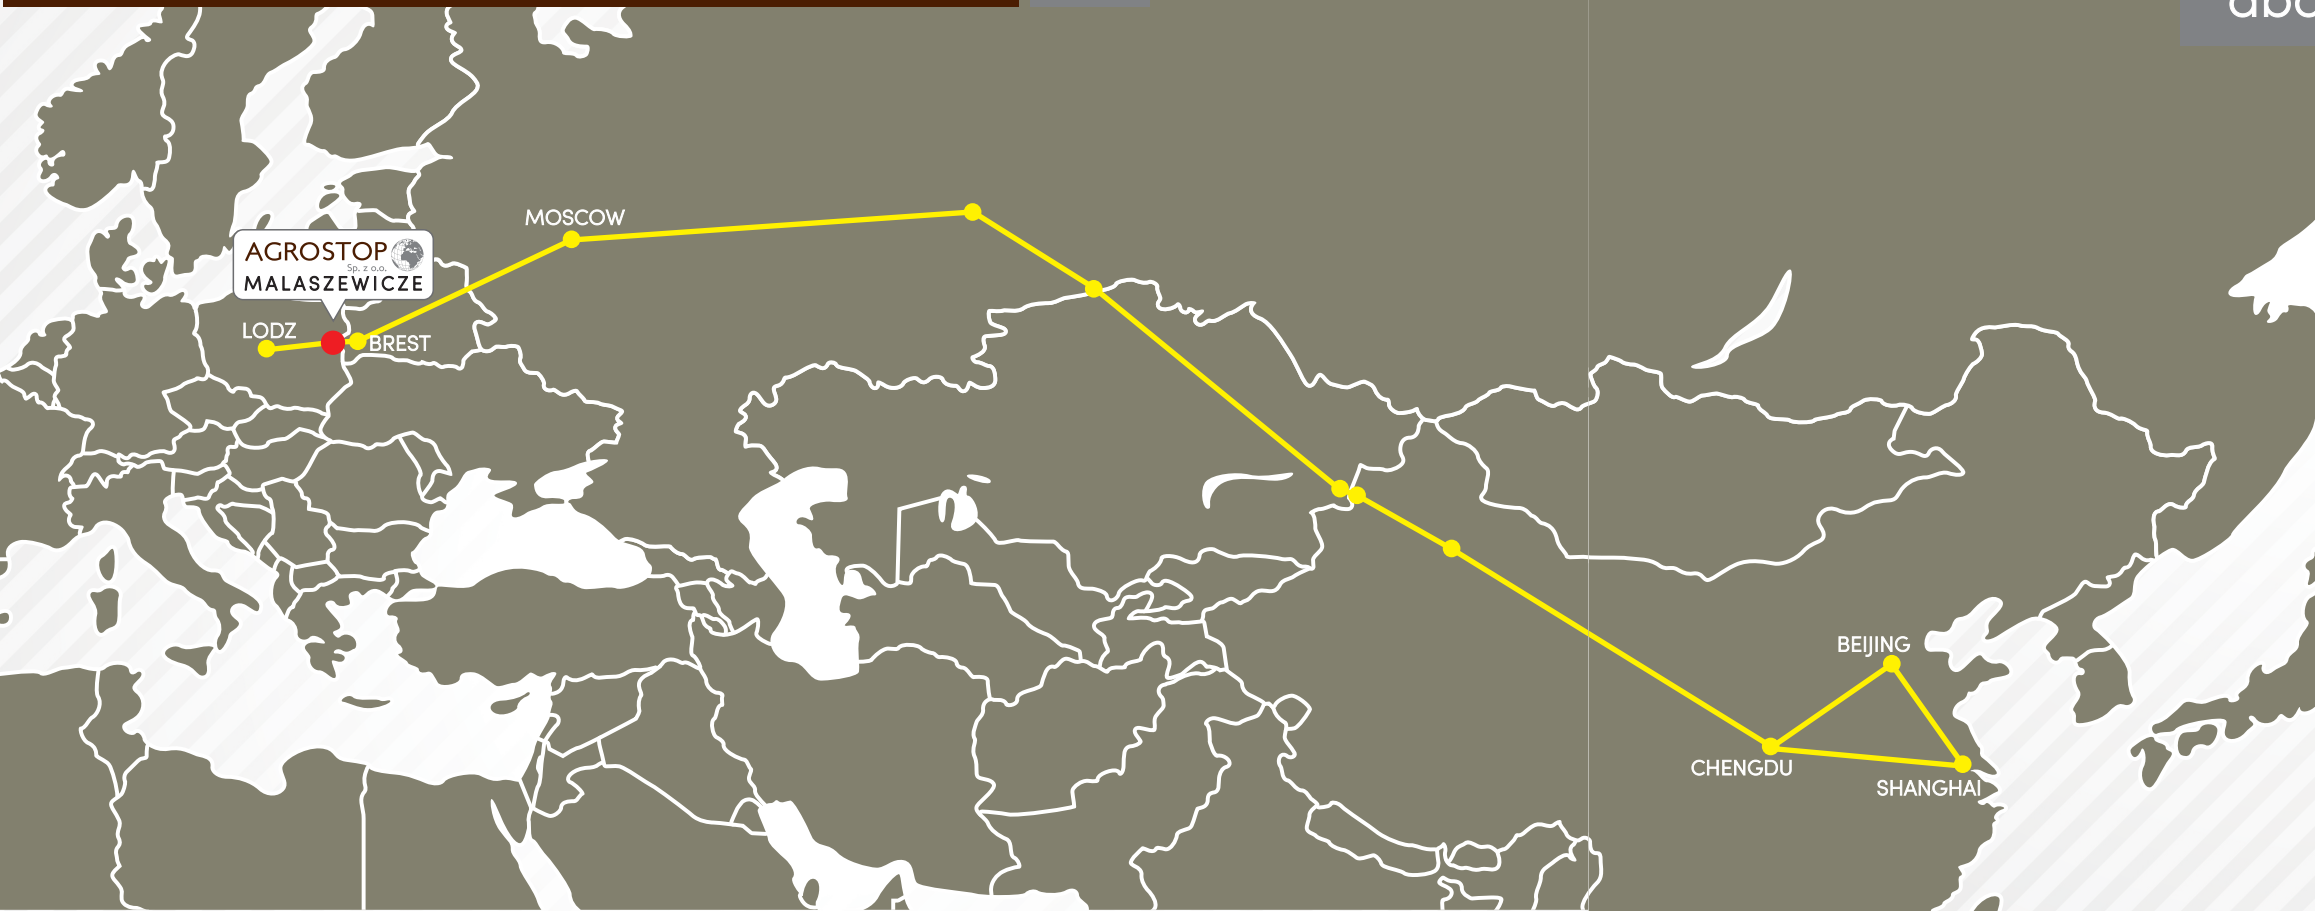 MOSCOW
AGROSTOP
Sp. z o.o.
MALASZEWICZE
LODZ
BREST
BEIJING
CHENGDU
SHANGHAI